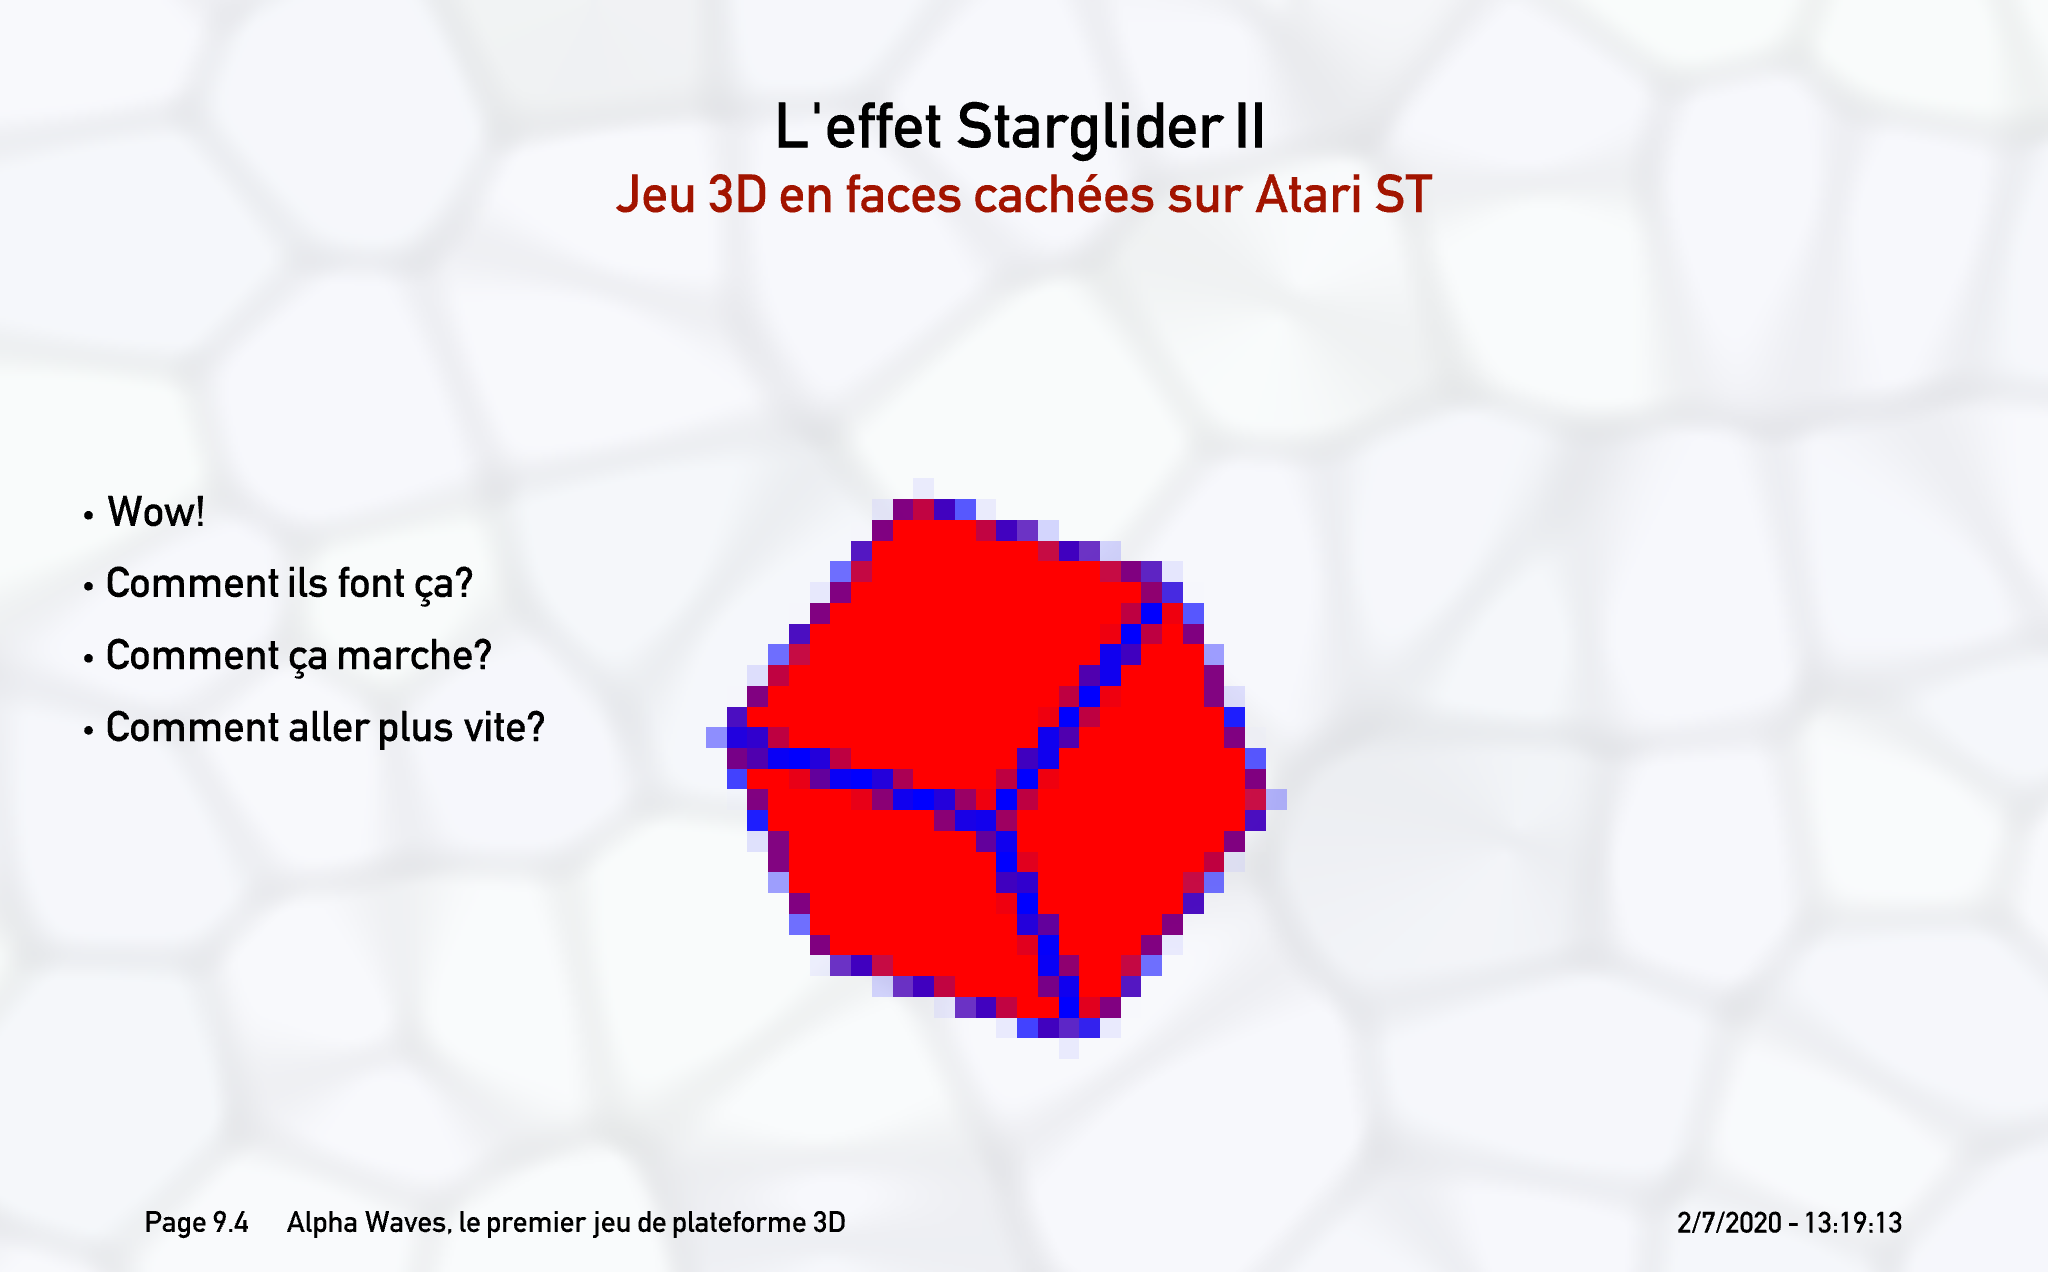 L'effet Starglider II
Jeu 3D en faces cachées sur Atari ST
• Wow!
• Comment ils font ça?
• Comment ça marche?
• Comment aller plus vite?
Page 9.4 Alpha Waves, le premier jeu de plateforme 3D 2/7/2020 - 13:19:13